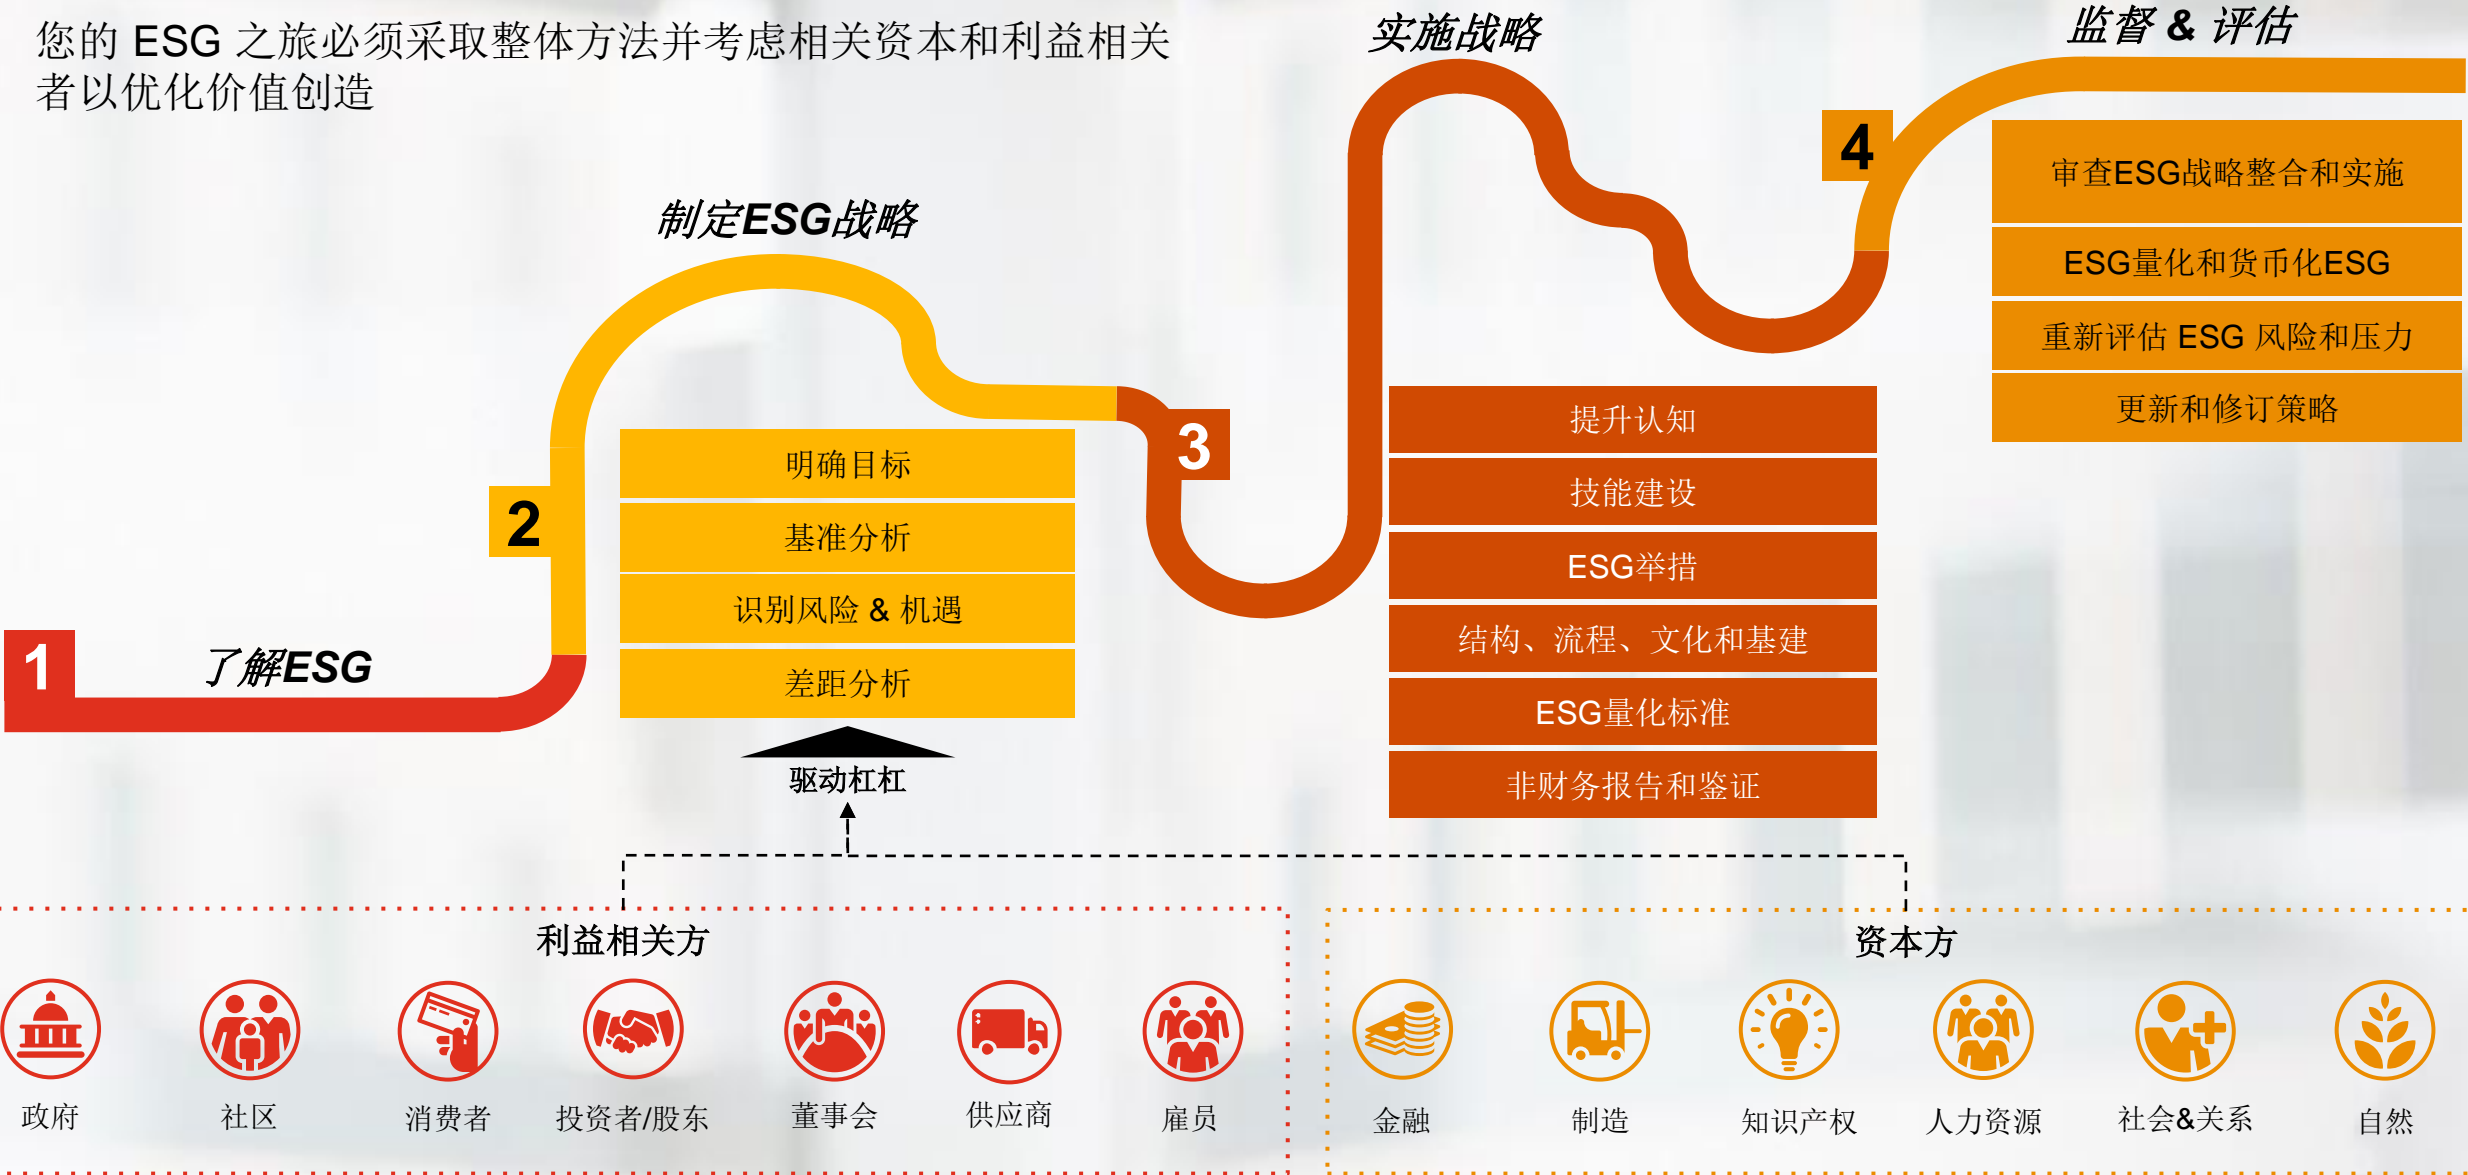 您的 ESG 之旅必须采取整体方法并考虑相关资本和利益相关
者以优化价值创造
1
了解ESG
2
制定ESG战略
明确目标
基准分析
识别风险 & 机遇
差距分析
驱动杠杠
3
实施战略
提升认知
技能建设
ESG举措
结构、流程、文化和基建
ESG量化标准
非财务报告和鉴证
4
监督 & 评估
审查ESG战略整合和实施
ESG量化和货币化ESG
重新评估 ESG 风险和压力
更新和修订策略
利益相关方
政府
社区
消费者
投资者/股东
董事会
供应商
雇员
资本方
金融
制造
知识产权
人力资源
社会&关系
自然